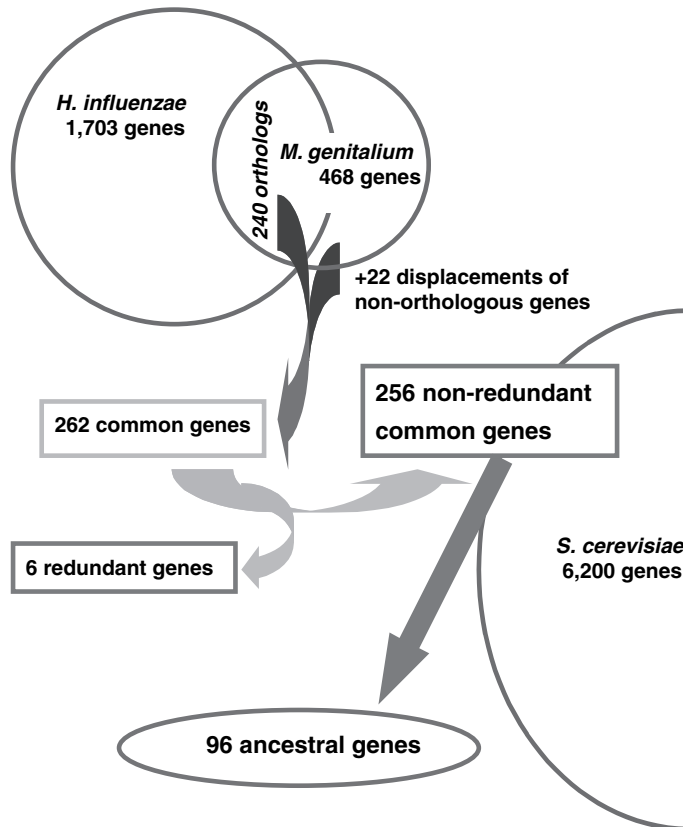 H. influenzae
1,703 genes
240 orthologs
M. genitalium
468 genes
+22 displacements of
non-orthologous genes
256 non-redundant
common genes
262 common genes
6 redundant genes
S. cerevisiae
6,200 genes
96 ancestral genes